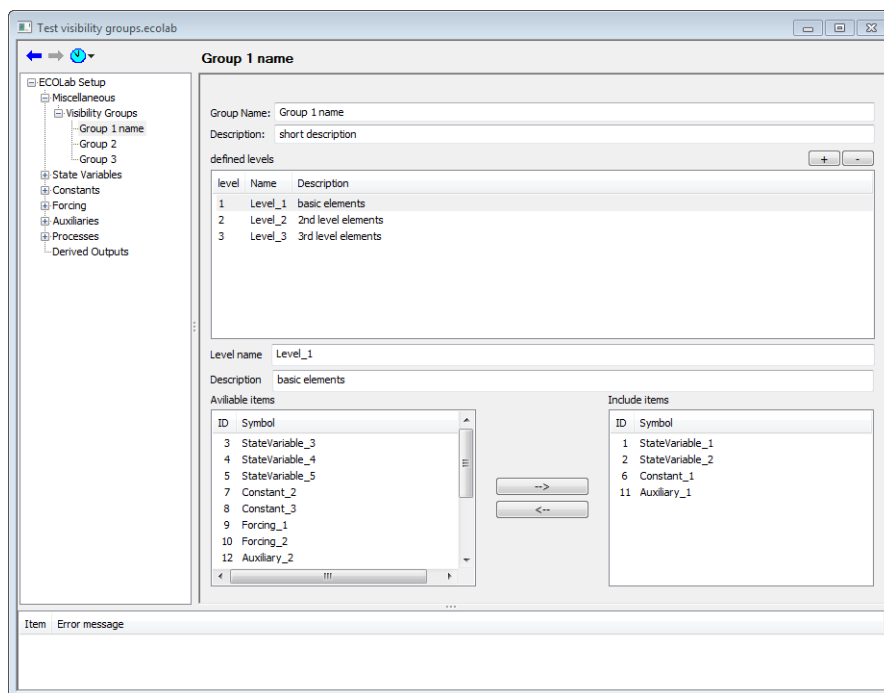 Test visibility groups.ecolab
Group 1 name
ECOLab Setup
Miscellaneous
Visibility Groups
Group 1 name
Group 2
Group 3
State Variables
Constants
Forcing
Auxiliaries
Processes
Derived Outputs
Group Name: Group 1 name
Description: short description
defined levels + -
level Name Description
1 Level_1 basic elements
2 Level_2 2nd level elements
3 Level_3 3rd level elements
Level name Level_1
Description basic elements
Aviliable items
ID Symbol
3 StateVariable_3
4 StateVariable_4
5 StateVariable_5
7 Constant_2
8 Constant_3
9 Forcing_1
10 Forcing_2
12 Auxiliary_2
-->
<--
Include items
ID Symbol
1 StateVariable_1
2 StateVariable_2
6 Constant_1
11 Auxiliary_1
Item Error message